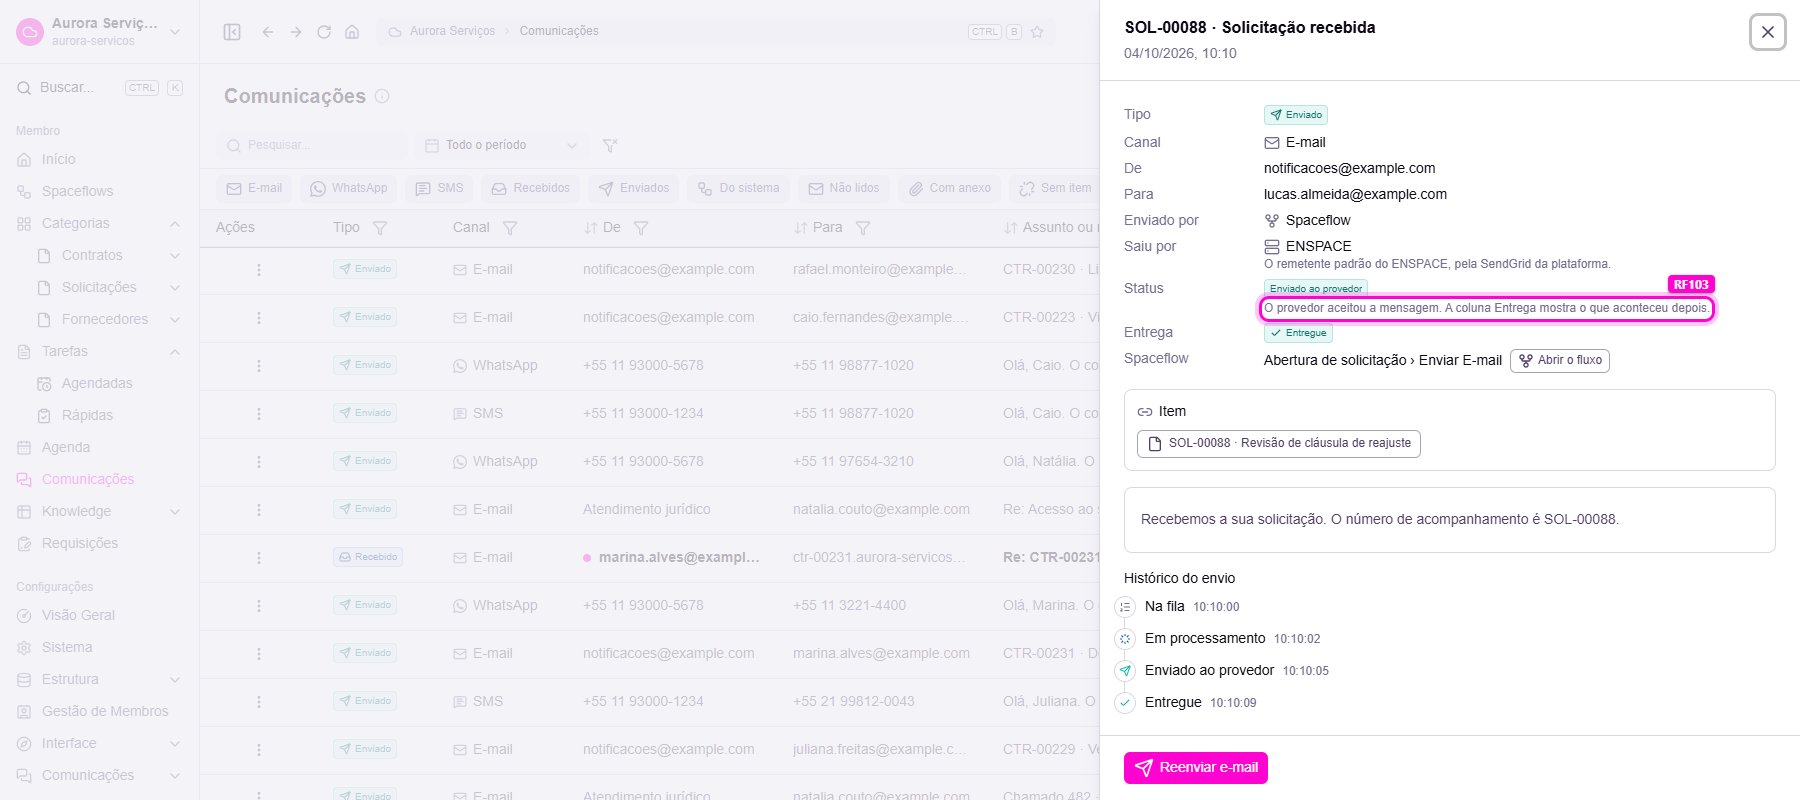 Aurora Serviç...
aurora-servicos
Buscar... CTRL K
Membro
Início
Spaceflows
Categorias
Contratos
Solicitações
Fornecedores
Tarefas
Agendadas
Rápidas
Agenda
Comunicações
Knowledge
Requisições
Configurações
Visão Geral
Sistema
Estrutura
Gestão de Membros
Interface
Comunicações
Aurora Serviços › Comunicações CTRL B
Comunicações
Pesquisar... Todo o período
E-mail WhatsApp SMS Recebidos Enviados Do sistema Não lidos Com anexo Sem item
Ações Tipo Canal De Para Assunto ou
Enviado E-mail notificacoes@example.com rafael.monteiro@example... CTR-00230 · Li
Enviado E-mail notificacoes@example.com caio.fernandes@example... CTR-00223 · Vi
Enviado WhatsApp +55 11 93000-5678 +55 11 98877-1020 Olá, Caio. O co
Enviado SMS +55 11 93000-1234 +55 11 98877-1020 Olá, Caio. O co
Enviado WhatsApp +55 11 93000-5678 +55 11 97654-3210 Olá, Natália. O
Enviado E-mail Atendimento jurídico natalia.couto@example.com Re: Acesso ao
Recebido E-mail marina.alves@exampl... ctr-00231.aurora-servicos... Re: CTR-00231
Enviado WhatsApp +55 11 93000-5678 +55 11 3221-4400 Olá, Marina. O
Enviado E-mail notificacoes@example.com marina.alves@example.com CTR-00231 · D
Enviado SMS +55 11 93000-1234 +55 21 99812-0043 Olá, Juliana. O
Enviado E-mail notificacoes@example.com juliana.freitas@example.c... CTR-00229 · Ve
Enviado E-mail Atendimento jurídico natalia.couto@example.com Chamado 482
SOL-00088 · Solicitação recebida
04/10/2026, 10:10
Tipo Enviado
Canal E-mail
De notificacoes@example.com
Para lucas.almeida@example.com
Enviado por Spaceflow
Saiu por ENSPACE
O remetente padrão do ENSPACE, pela SendGrid da plataforma.
RF103
Status Enviado ao provedor
O provedor aceitou a mensagem. A coluna Entrega mostra o que aconteceu depois.
Entrega Entregue
Spaceflow Abertura de solicitação › Enviar E-mail Abrir o fluxo
Item
SOL-00088 · Revisão de cláusula de reajuste
Recebemos a sua solicitação. O número de acompanhamento é SOL-00088.
Histórico do envio
Na fila 10:10:00
Em processamento 10:10:02
Enviado ao provedor 10:10:05
Entregue 10:10:09
Reenviar e-mail